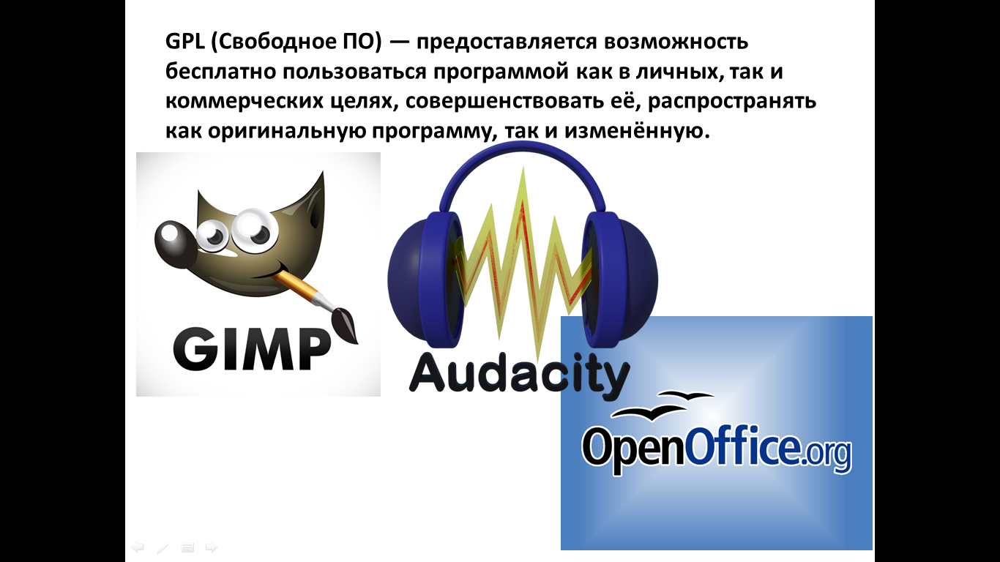 GPL (Свободное ПО) — предоставляется возможность
бесплатно пользоваться программой как в личных, так и
коммерческих целях, совершенствовать её, распространять
как оригинальную программу, так и изменённую.
GIMP
Audacity
OpenOffice.org